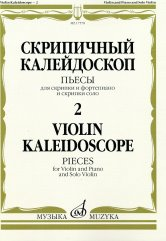 Violin Kaleidoscope — 2
Violin and Piano and Solo Violin
СКРИПИЧНЫЙ
КАЛЕЙДОСКОП
ПЬЕСЫ
для скрипки и фортепиано
и скрипки соло
2
VIOLIN
KALEIDOSCOPE
PIECES
for Violin and Piano
and Solo Violin
МУЗЫКА
MUZYKA